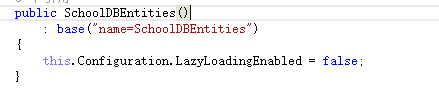 public SchoolDBEntities()
: base("name=SchoolDBEntities")
{
this.Configuration.LazyLoadingEnabled = false;
}